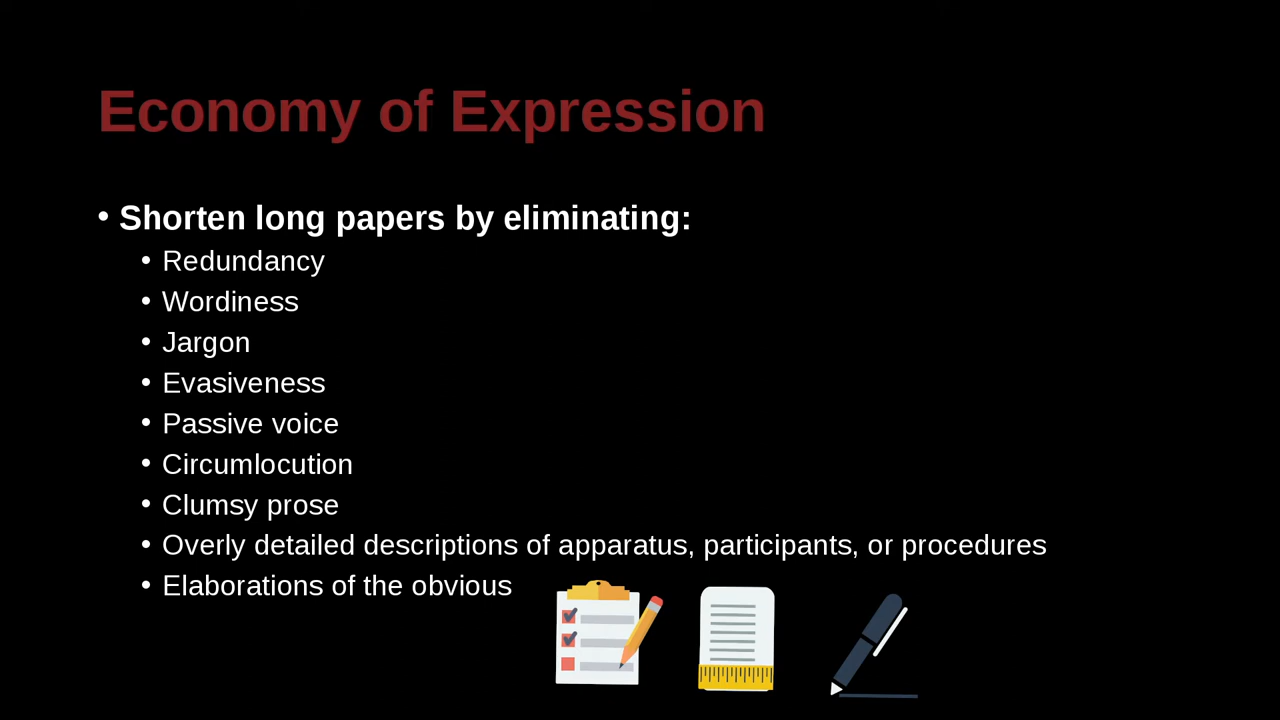 Economy of Expression
• Shorten long papers by eliminating:
• Redundancy
• Wordiness
• Jargon
• Evasiveness
• Passive voice
• Circumlocution
• Clumsy prose
• Overly detailed descriptions of apparatus, participants, or procedures
• Elaborations of the obvious